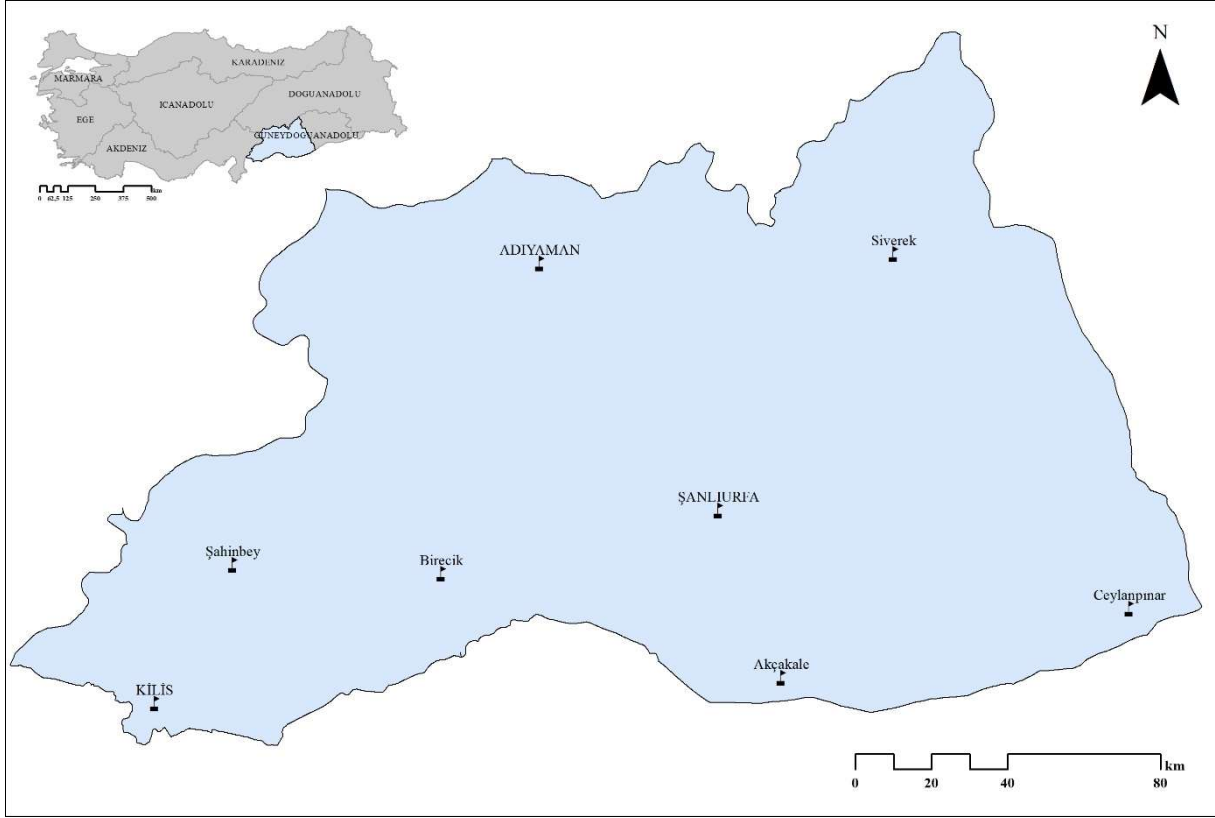 KARADENIZ
MARMARA
DOGUANADOLU
ICANADOLU
EGE
GUNEYDOGUANADOLU
AKDENIZ
km
0 62,5 125 250 375 500
N
ADIYAMAN
Siverek
ŞANLIURFA
Şahinbey
Birecik
Ceylanpınar
Akçakale
KİLİS
km
0 20 40 80